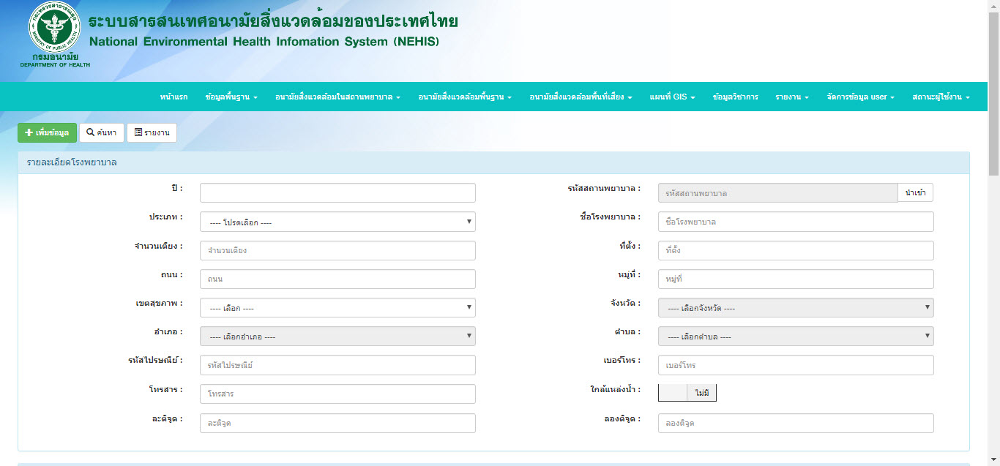 กระทรวงสาธารณสุข
MINISTRY OF PUBLIC HEALTH
กรมอนามัย
DEPARTMENT OF HEALTH
ระบบสารสนเทศอนามัยสิ่งแวดล้อมของประเทศไทย
National Environmental Health Infomation System (NEHIS)
หน้าแรก ข้อมูลพื้นฐาน อนามัยสิ่งแวดล้อมในสถานพยาบาล อนามัยสิ่งแวดล้อมพื้นฐาน อนามัยสิ่งแวดล้อมพื้นที่เสี่ยง แผนที่ GIS ข้อมูลวิชาการ รายงาน จัดการข้อมูล user สถานะผู้ใช้งาน
เพิ่มข้อมูล ค้นหา รายงาน
รายละเอียดโรงพยาบาล
ปี : รหัสสถานพยาบาล : รหัสสถานพยาบาล นำเข้า
ประเภท : ---- โปรดเลือก ---- ชื่อโรงพยาบาล : ชื่อโรงพยาบาล
จำนวนเตียง : จำนวนเตียง ที่ตั้ง : ที่ตั้ง
ถนน : ถนน หมู่ที่ : หมู่ที่
เขตสุขภาพ : ---- เลือก ---- จังหวัด : ---- เลือกจังหวัด ----
อำเภอ : ---- เลือกอำเภอ ---- ตำบล : ---- เลือกตำบล ----
รหัสไปรษณีย์ : รหัสไปรษณีย์ เบอร์โทร : เบอร์โทร
โทรสาร : โทรสาร ใกล้แหล่งน้ำ : ไม่มี
ละติจูด : ละติจูด ลองติจูด : ลองติจูด